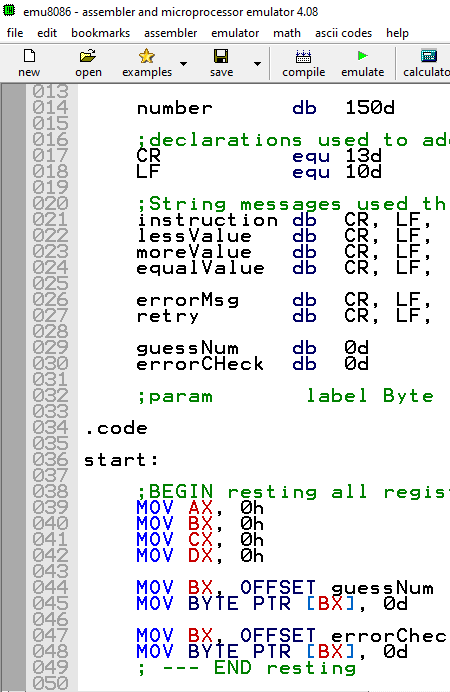 emu8086 - assembler and microprocessor emulator 4.08
file edit bookmarks assembler emulator math ascii codes help
new open examples save compile emulate calculato
013
014 number db 150d
015
016 ;declarations used to ad
017 CR equ 13d
018 LF equ 10d
019
020 ;String messages used th
021 instruction db CR, LF,
022 lessValue db CR, LF,
023 moreValue db CR, LF,
024 equalValue db CR, LF,
025
026 errorMsg db CR, LF,
027 retry db CR, LF,
028
029 guessNum db 0d
030 errorCHeck db 0d
031
032 ;param label Byte
033
034 .code
035
036 start:
037
038 ;BEGIN resting all regis
039 MOV AX, 0h
040 MOV BX, 0h
041 MOV CX, 0h
042 MOV DX, 0h
043
044 MOV BX, OFFSET guessNum
045 MOV BYTE PTR [BX], 0d
046
047 MOV BX, OFFSET errorChec
048 MOV BYTE PTR [BX], 0d
049 ; --- END resting
050